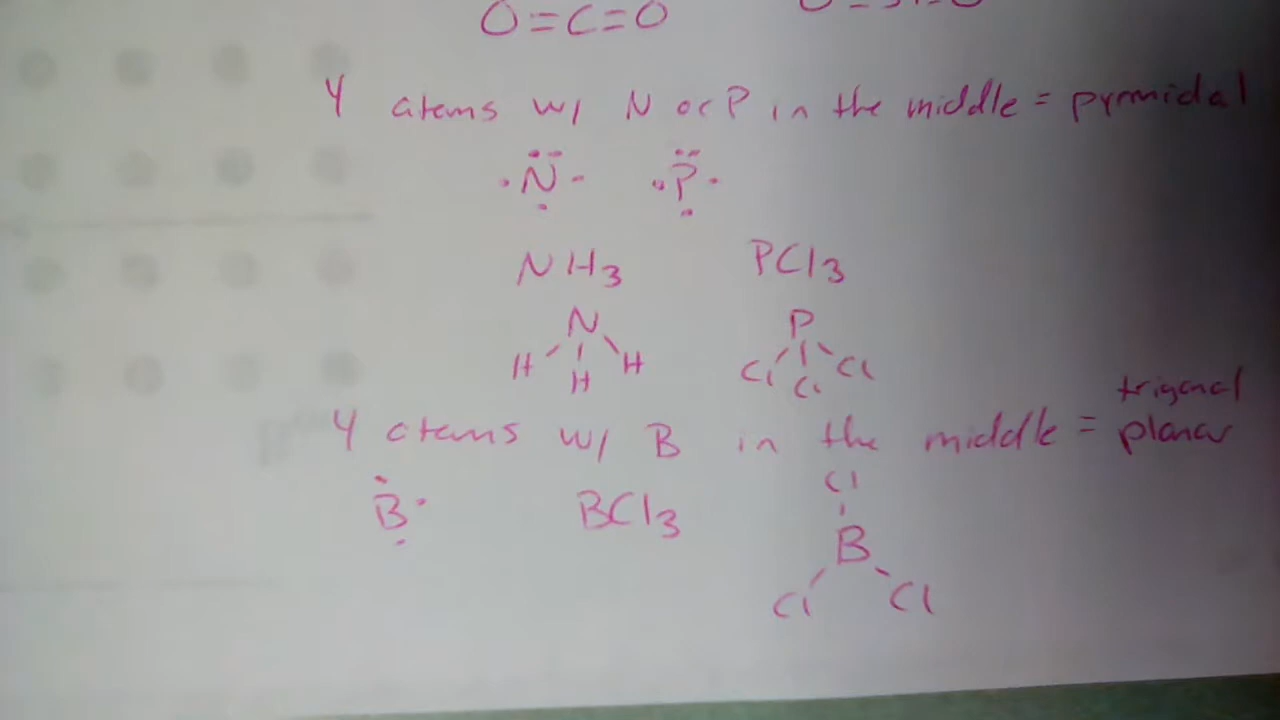 O=C=O
4 atoms w/ N or P in the middle = pyramidal
N P
NH3 PCl3
N P
H H H Cl Cl Cl
4 atoms w/ B in the middle = trigonal planar
B BCl3
Cl
B
Cl Cl